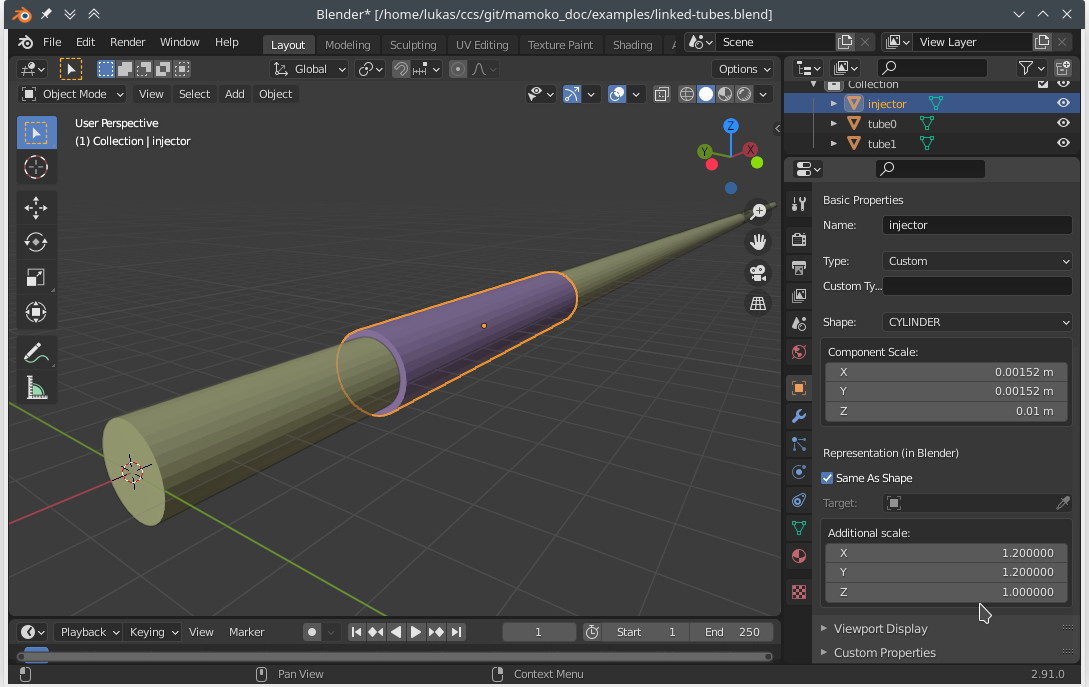 Blender* [/home/lukas/ccs/git/mamoko_doc/examples/linked-tubes.blend]
File Edit Render Window Help Layout Modeling Sculpting UV Editing Texture Paint Shading Scene View Layer
Global Options
Object Mode View Select Add Object
User Perspective
(1) Collection | injector
Z
Y
X
Collection
injector
tube0
tube1
Basic Properties
Name: injector
Type: Custom
Custom Ty...
Shape: CYLINDER
Component Scale:
X 0.00152 m
Y 0.00152 m
Z 0.01 m
Representation (in Blender)
Same As Shape
Target:
Additional scale:
X 1.200000
Y 1.200000
Z 1.000000
Viewport Display
Custom Properties
Playback Keying View Marker 1 Start 1 End 250
Pan View Context Menu 2.91.0